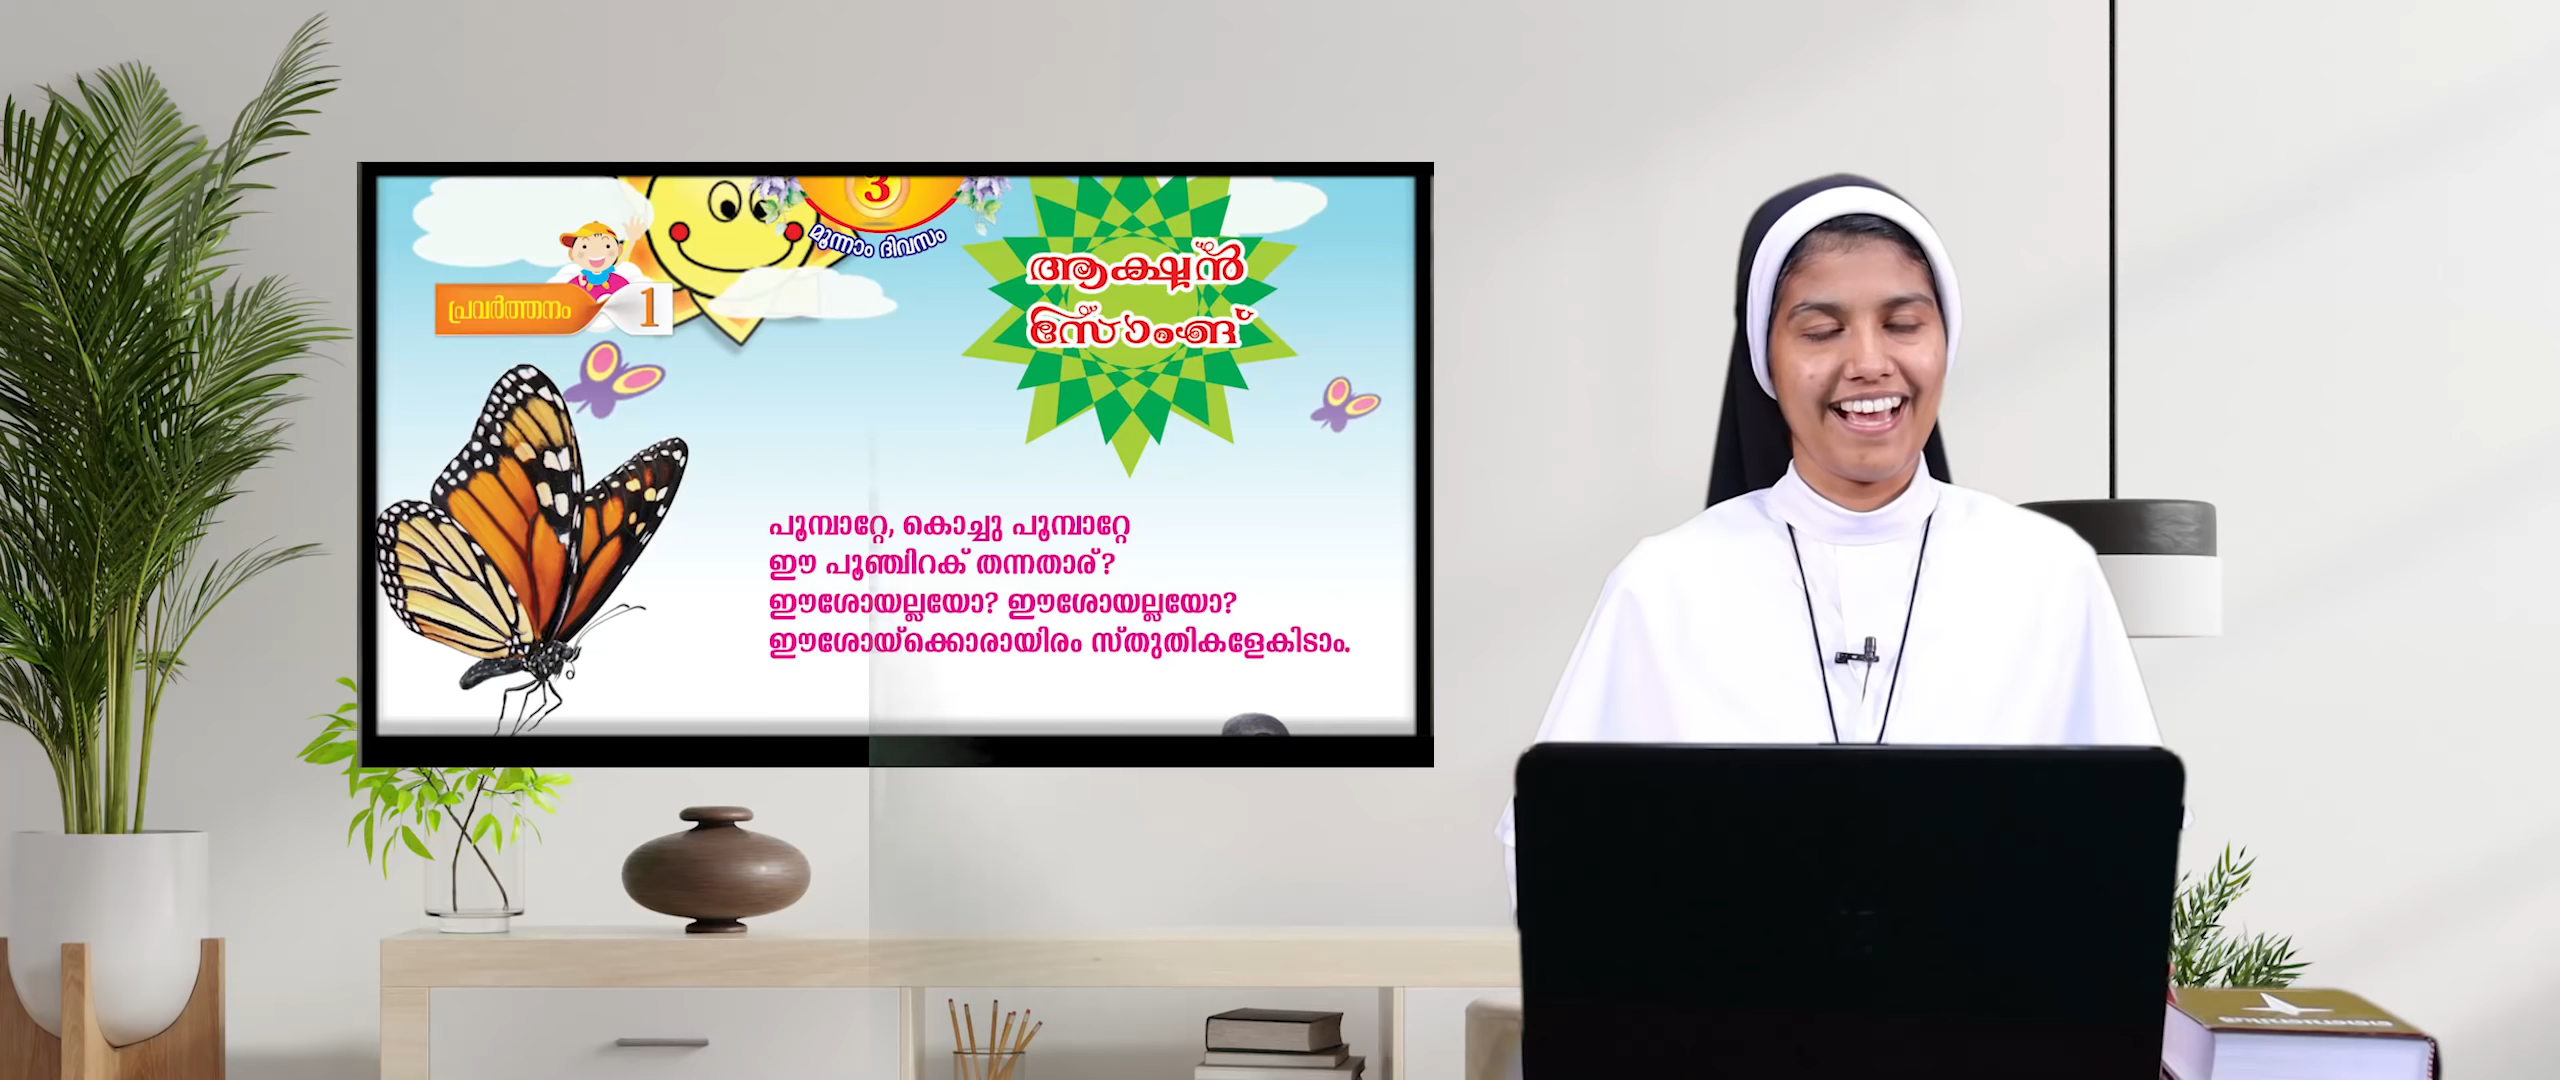 3
മൂന്നാം ദിവസം
പ്രവർത്തനം 1
ആക്ഷൻ
സോംങ്
പൂമ്പാറ്റേ, കൊച്ചു പൂമ്പാറ്റേ
ഈ പൂഞ്ചിറക് തന്നതാര്?
ഈശോയല്ലയോ? ഈശോയല്ലയോ?
ഈശോയ്ക്കൊരായിരം സ്തുതികളേകിടാം.